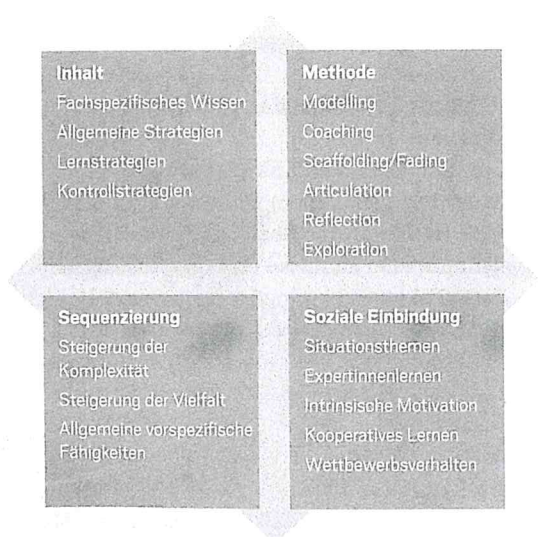 Inhalt
Fachspezifisches Wissen
Allgemeine Strategien
Lernstrategien
Kontrollstrategien
Methode
Modelling
Coaching
Scaffolding/Fading
Articulation
Reflection
Exploration
Sequenzierung
Steigerung der
Komplexität
Steigerung der Vielfalt
Allgemeine vorspezifische
Fähigkeiten
Soziale Einbindung
Situationsthemen
Expertinnenlernen
Intrinsische Motivation
Kooperatives Lernen
Wettbewerbsverhalten